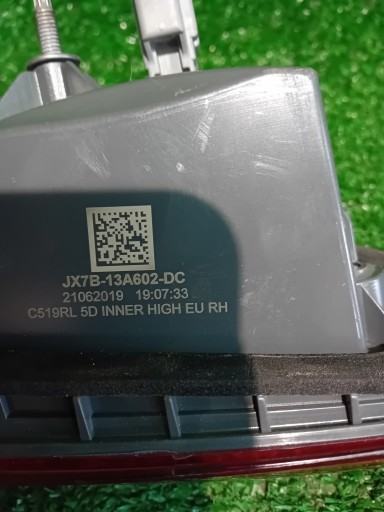 JX7B-13A602-DC
21062019 19:07:33
C519RL 5D INNER HIGH EU RH